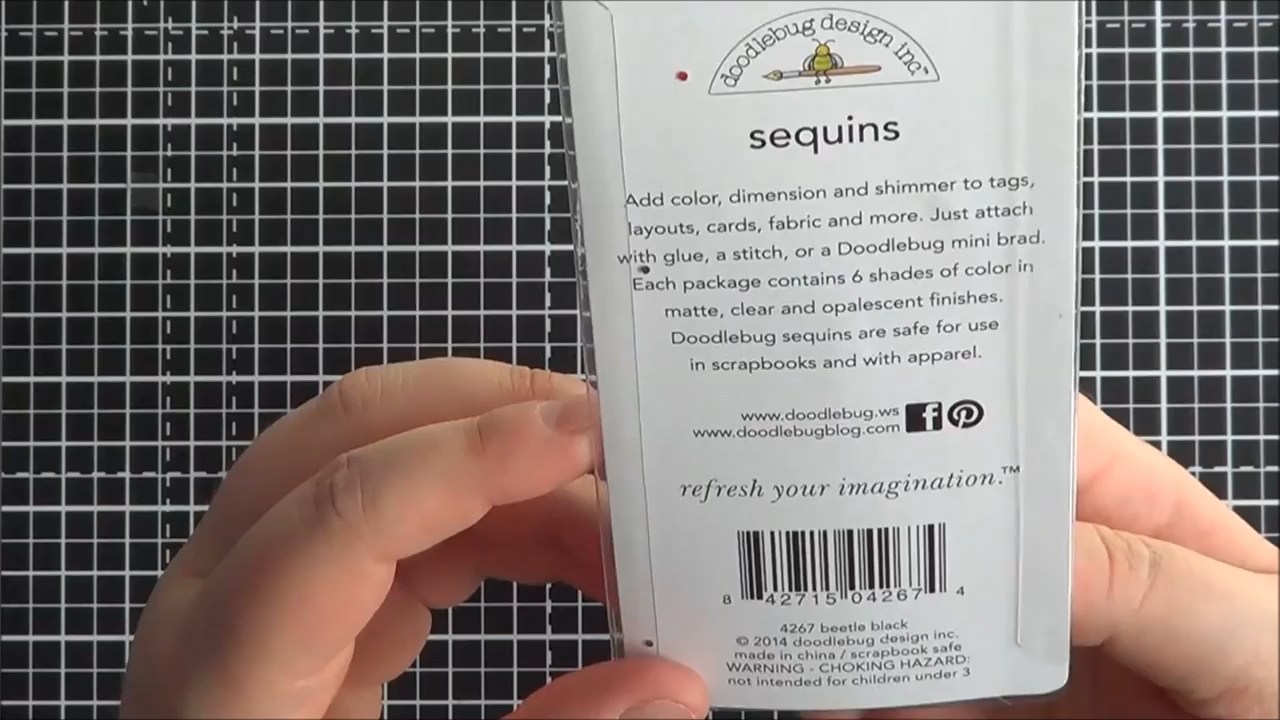 doodlebug design inc.™
sequins
Add color, dimension and shimmer to tags,
layouts, cards, fabric and more. Just attach
with glue, a stitch, or a Doodlebug mini brad.
Each package contains 6 shades of color in
matte, clear and opalescent finishes.
Doodlebug sequins are safe for use
in scrapbooks and with apparel.
www.doodlebug.ws
www.doodlebugblog.com
refresh your imagination.™
8 42715 04267 4
4267 beetle black
© 2014 doodlebug design inc.
made in china / scrapbook safe
WARNING - CHOKING HAZARD:
not intended for children under 3